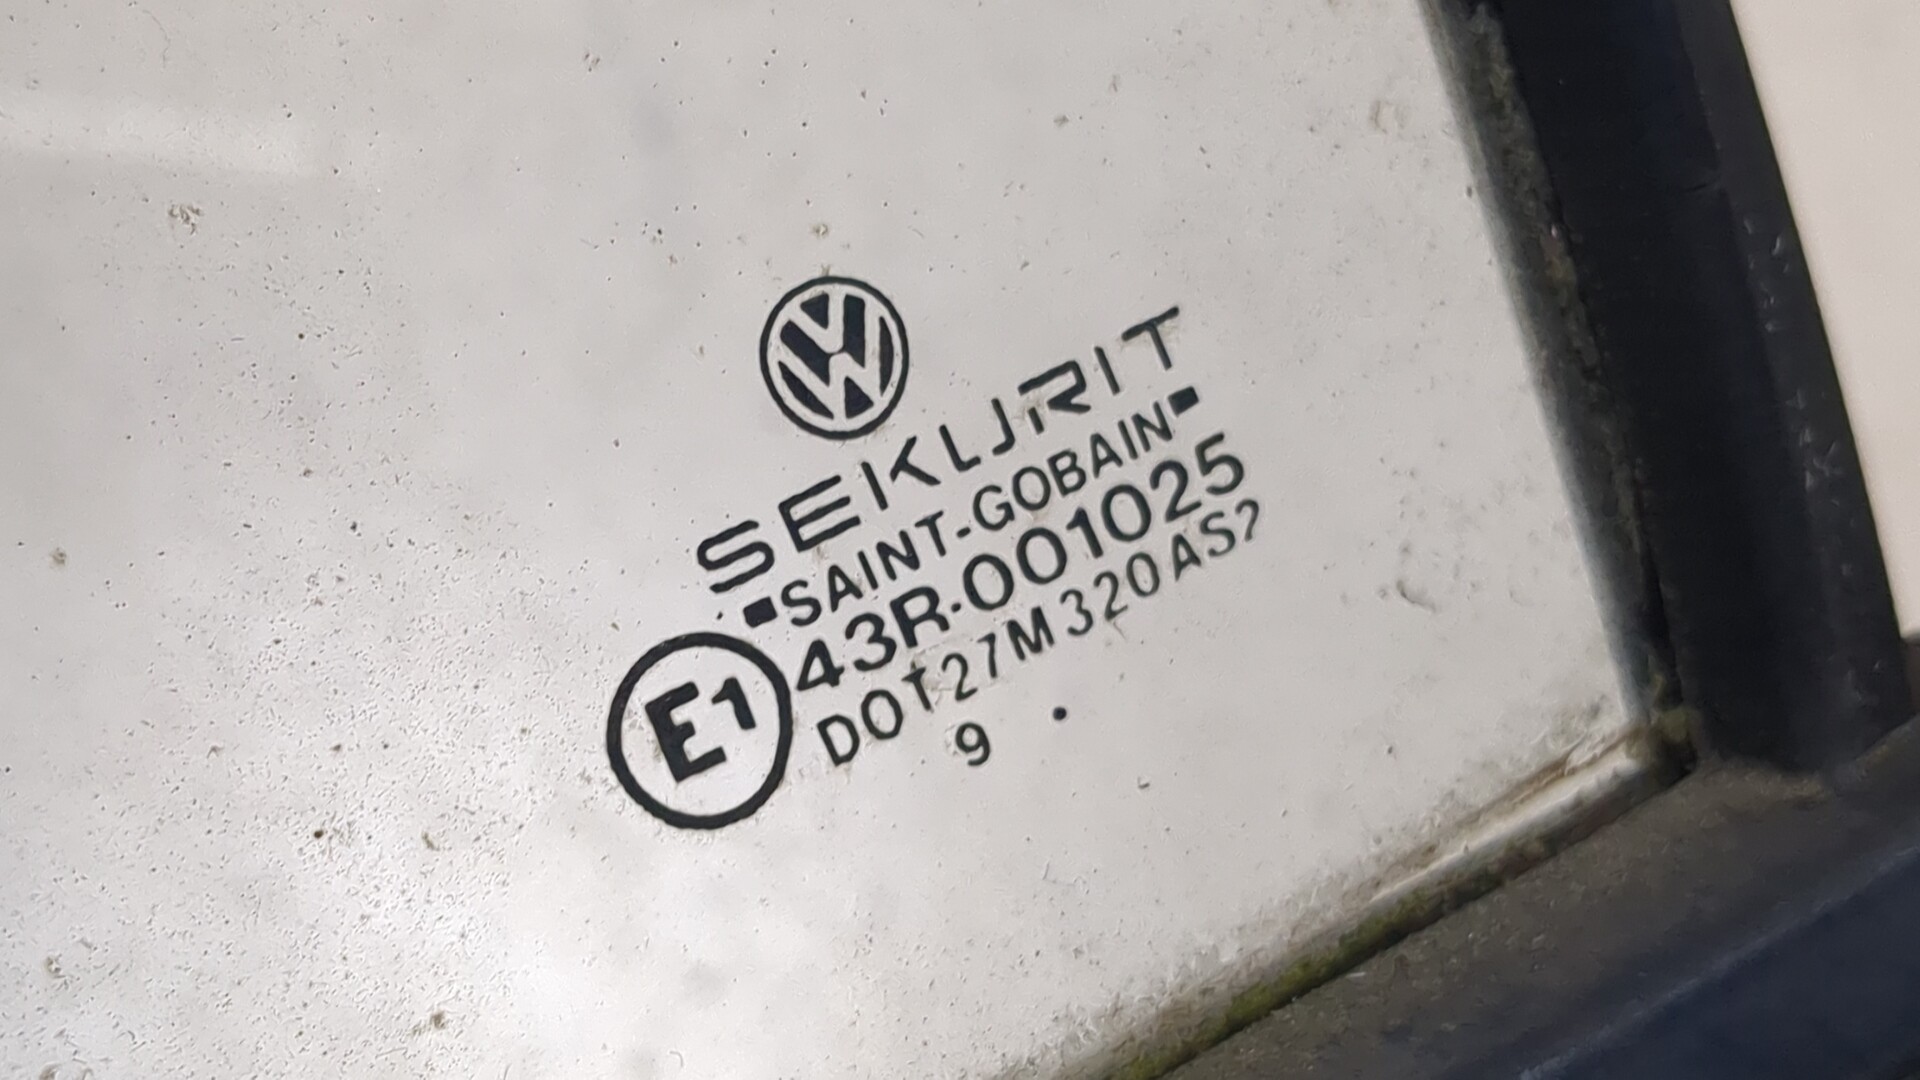 SEKURIT
▪SAINT-GOBAIN▪
E1 43R-001025
DOT27M320AS2
9 .